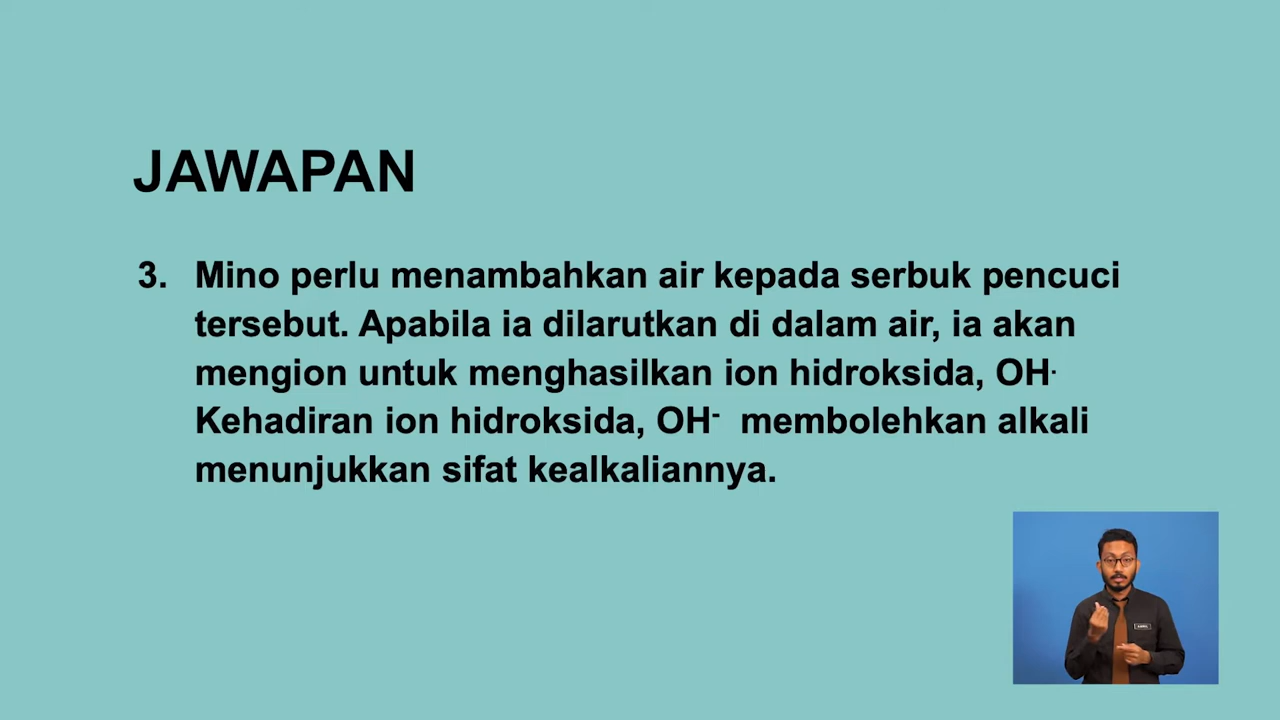 JAWAPAN
3. Mino perlu menambahkan air kepada serbuk pencuci
tersebut. Apabila ia dilarutkan di dalam air, ia akan
mengion untuk menghasilkan ion hidroksida, OH⋅
Kehadiran ion hidroksida, OH⁻ membolehkan alkali
menunjukkan sifat kealkaliannya.